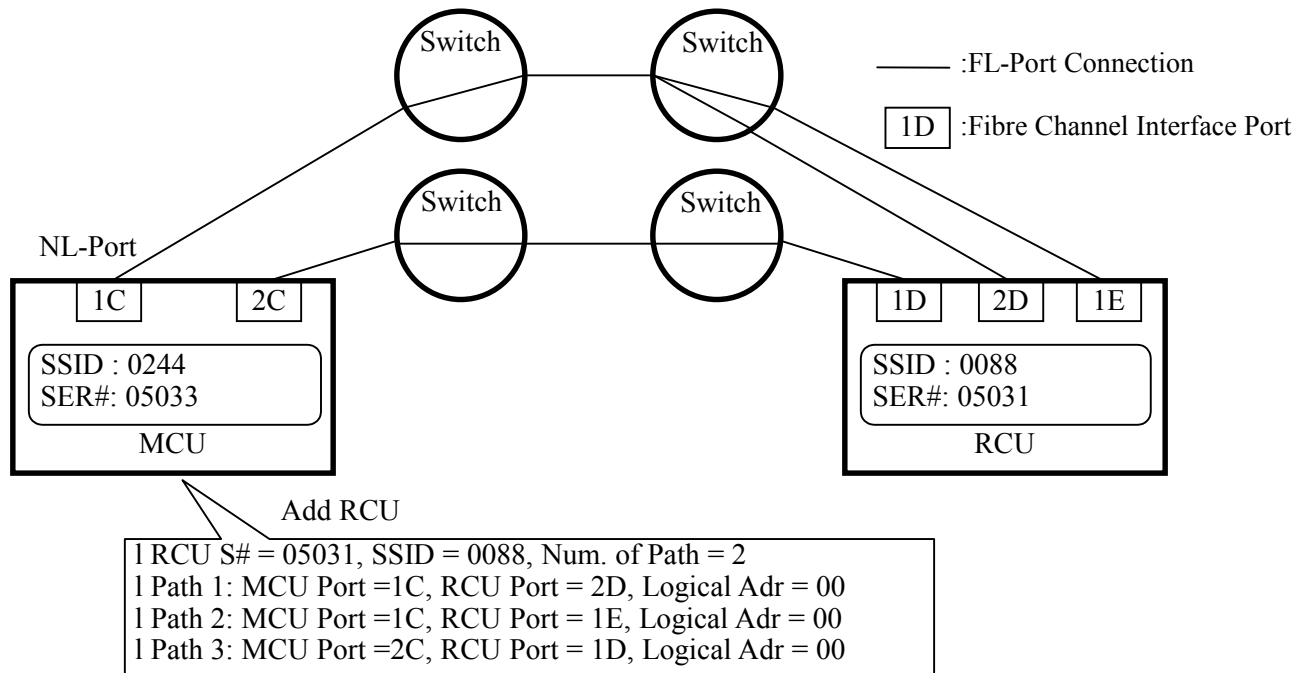 Switch
Switch
:FL-Port Connection
1D :Fibre Channel Interface Port
Switch
Switch
NL-Port
1C
2C
1D
2D
1E
SSID : 0244
SER#: 05033
MCU
SSID : 0088
SER#: 05031
RCU
Add RCU
l RCU S# = 05031, SSID = 0088, Num. of Path = 2
l Path 1: MCU Port =1C, RCU Port = 2D, Logical Adr = 00
l Path 2: MCU Port =1C, RCU Port = 1E, Logical Adr = 00
l Path 3: MCU Port =2C, RCU Port = 1D, Logical Adr = 00